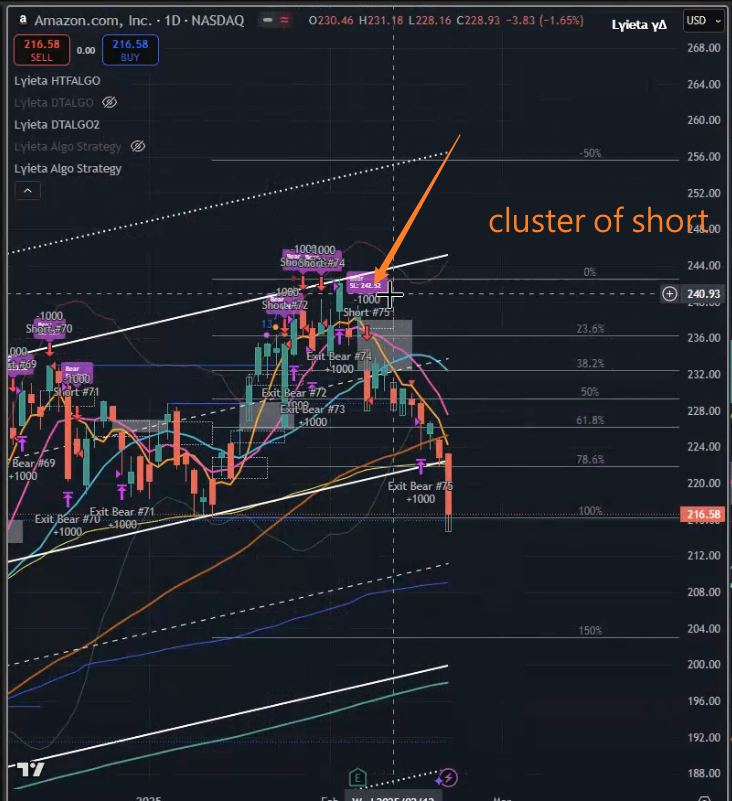 a Amazon.com, Inc. · 1D · NASDAQ
O230.46 H231.18 L228.16 C228.93 -3.83 (-1.65%)
Lyieta γΔ
USD
216.58
SELL
0.00
216.58
BUY
Lyieta HTFALGO
Lyieta DTALGO
Lyieta DTALGO2
Lyieta Algo Strategy
Lyieta Algo Strategy
268.00
264.00
260.00
256.00
252.00
248.00
244.00
240.93
236.00
232.00
228.00
224.00
220.00
216.58
212.00
208.00
204.00
200.00
196.00
192.00
188.00
-50%
cluster of short
0%
23.6%
38.2%
50%
61.8%
78.6%
100%
150%
-1000
Short #74
Bear
SL: 242.52
-1000
Short #75
-1000
Short #72
-1000
Short #70
#69
Bear
-1000
Short #71
Exit Bear #74
+1000
Exit Bear #72
Exit Bear #73
+1000
Bear #69
+1000
Exit Bear #75
+1000
Exit Bear #70
+1000
Exit Bear #71
+1000
E
2025
Feb
Mar